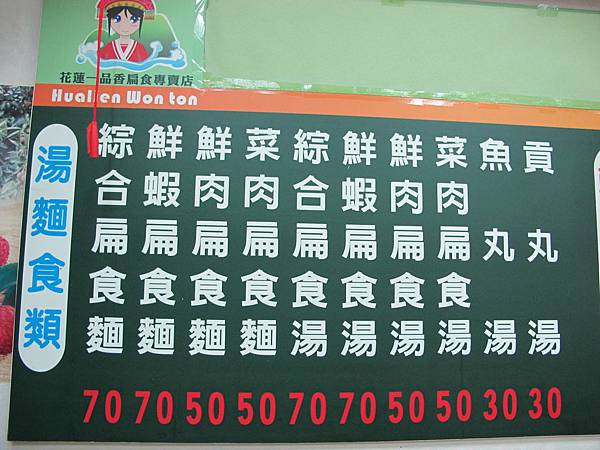 花蓮一品香扁食專賣店
Hualien Won ton
湯麵食類
綜合扁食麵 70
鮮蝦扁食麵 70
鮮肉扁食麵 50
菜肉扁食麵 50
綜合扁食湯 70
鮮蝦扁食湯 70
鮮肉扁食湯 50
菜肉扁食湯 50
魚丸湯 30
貢丸湯 30